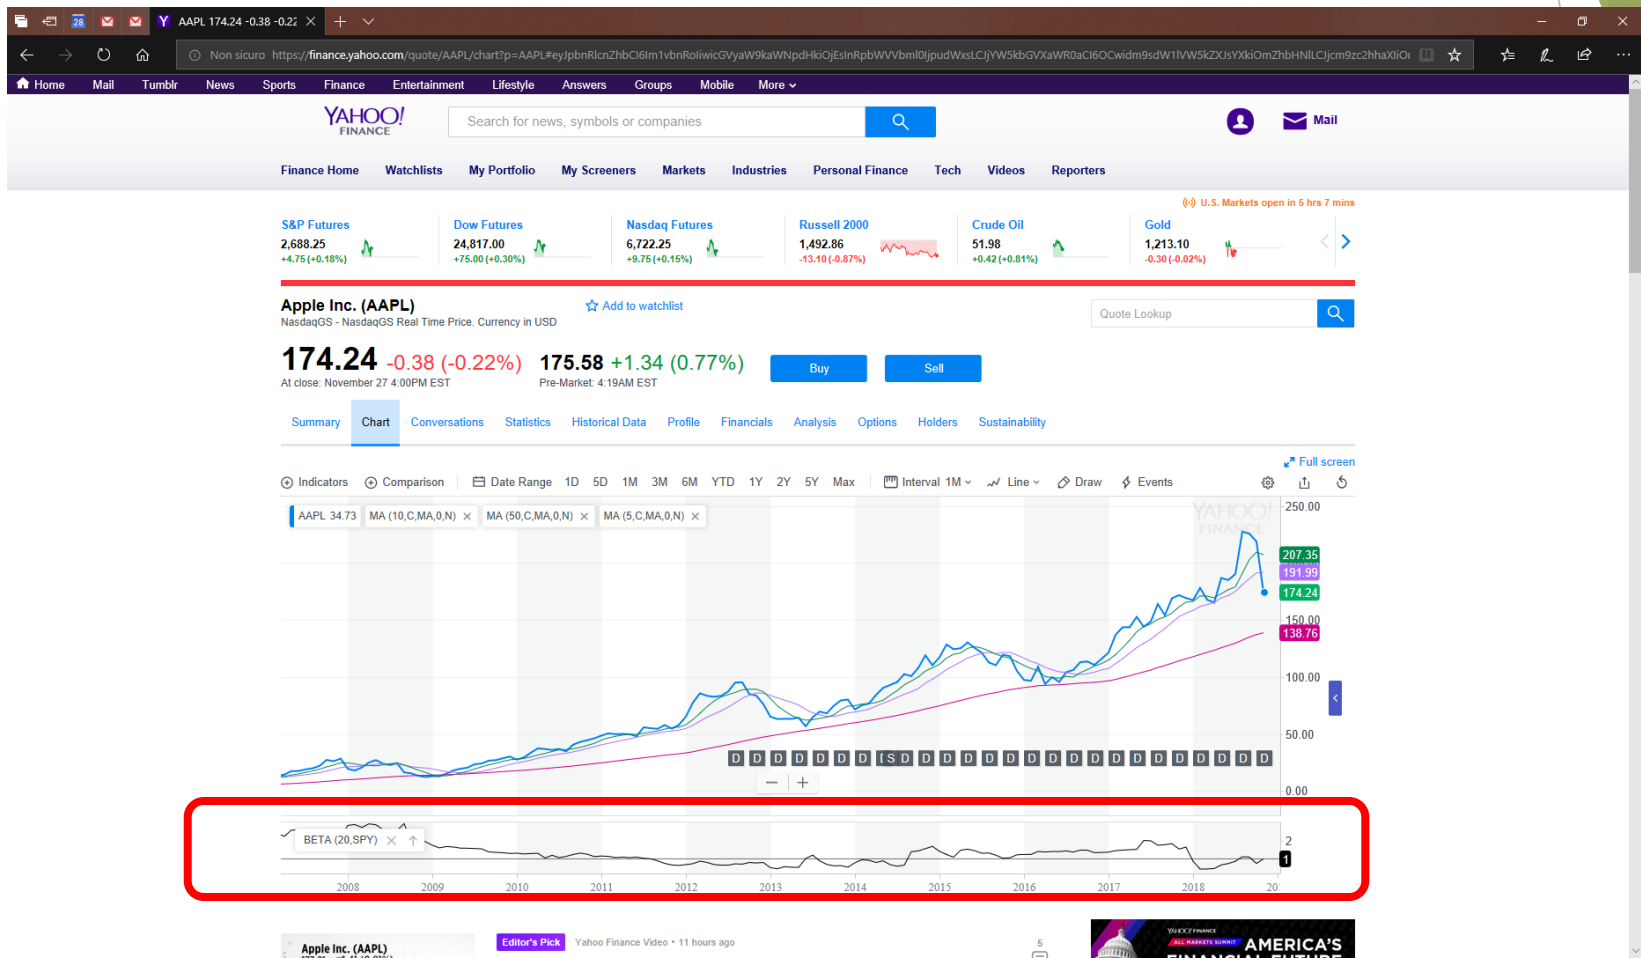 28
AAPL 174.24 -0.38 -0.22
Non sicuro
Home Mail Tumblr News Sports Finance Entertainment Lifestyle Answers Groups Mobile More
YAHOO!
FINANCE
Search for news, symbols or companies
Mail
Finance Home Watchlists My Portfolio My Screeners Markets Industries Personal Finance Tech Videos Reporters
U.S. Markets open in 5 hrs 7 mins
S&P Futures Dow Futures Nasdaq Futures Russell 2000 Crude Oil Gold
2,688.25 24,817.00 6,722.25 1,492.86 51.98 1,213.10
+4.75 (+0.18%) +75.00 (+0.30%) +9.75 (+0.15%) -13.10 (-0.87%) +0.42 (+0.81%) -0.30 (-0.02%)
Apple Inc. (AAPL) Add to watchlist
NasdaqGS - NasdaqGS Real Time Price. Currency in USD
Quote Lookup
174.24 -0.38 (-0.22%) 175.58 +1.34 (0.77%) Buy Sell
At close: November 27 4:00PM EST Pre-Market: 4:19AM EST
Summary Chart Conversations Statistics Historical Data Profile Financials Analysis Options Holders Sustainability
Full screen
Indicators Comparison Date Range 1D 5D 1M 3M 6M YTD 1Y 2Y 5Y Max Interval 1M Line Draw Events
AAPL 34.73 MA (10,C,MA,0,N) MA (50,C,MA,0,N) MA (5,C,MA,0,N)
YAHOO!
FINANCE
250.00
207.35
191.99
174.24
150.00
138.76
100.00
50.00
D D D D D D D S D D D D D D D D D D D D D D D D D D
0.00
BETA (20,SPY)
2
1
2008 2009 2010 2011 2012 2013 2014 2015 2016 2017 2018 20
Apple Inc. (AAPL)
Editor's Pick Yahoo Finance Video • 11 hours ago
5
YAHOO! FINANCE
ALL MARKETS SUMMIT
AMERICA'S
FINANCIAL FUTURE